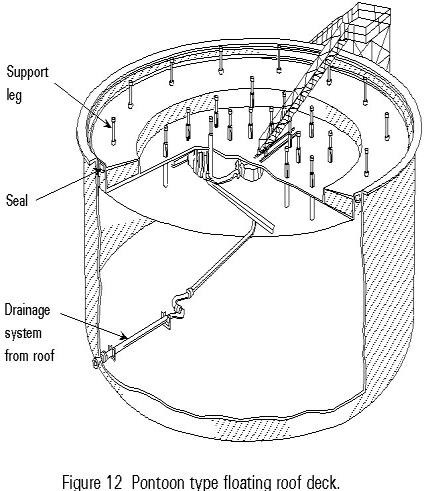 Support
leg
Seal
Drainage
system
from roof
Figure 12 Pontoon type floating roof deck.